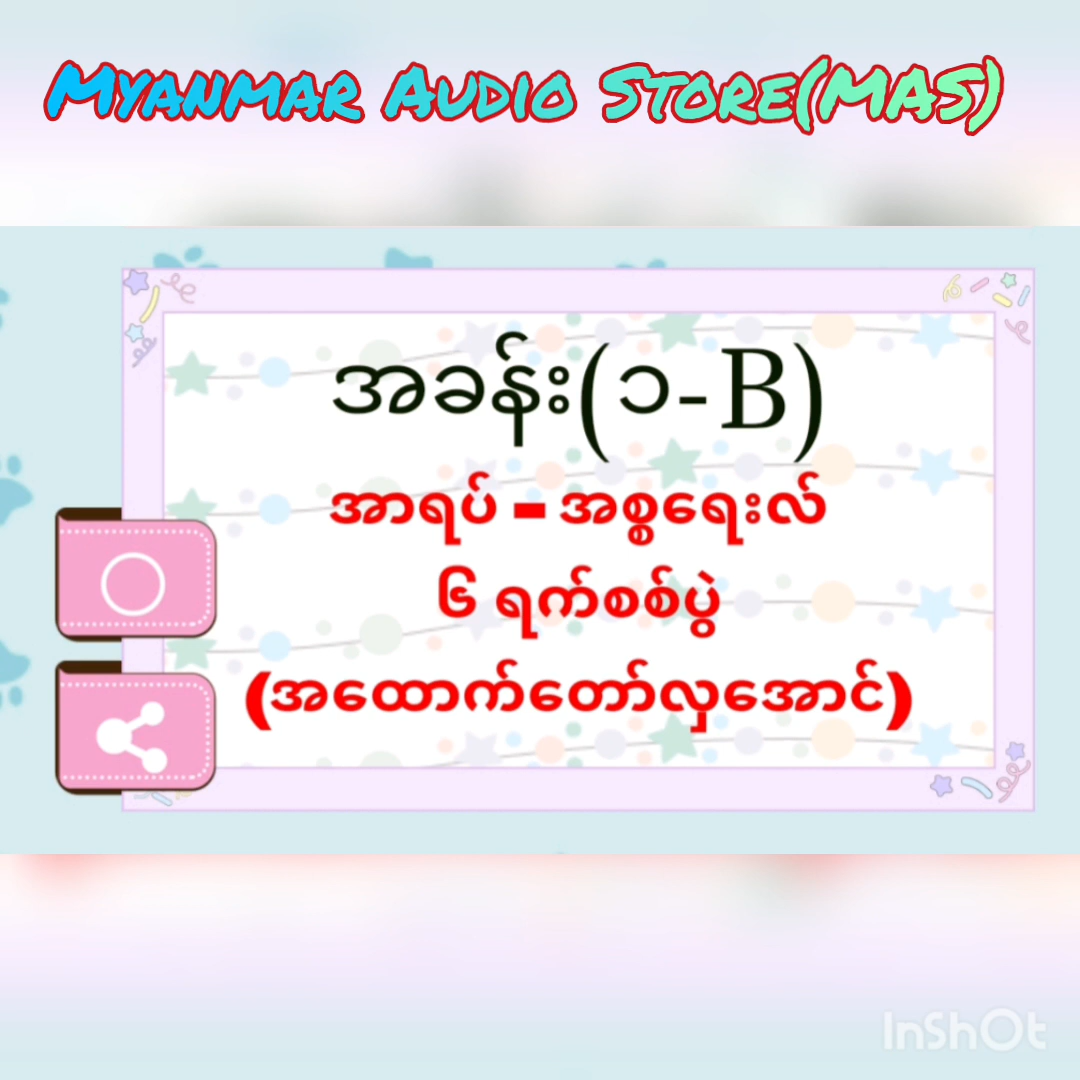 Myanmar Audio Store(MAS)
အခန်း(၁-B)
အာရပ် - အစ္စရေးလ်
၆ ရက်စစ်ပွဲ
(အထောက်တော်လှအောင်)
InShOt